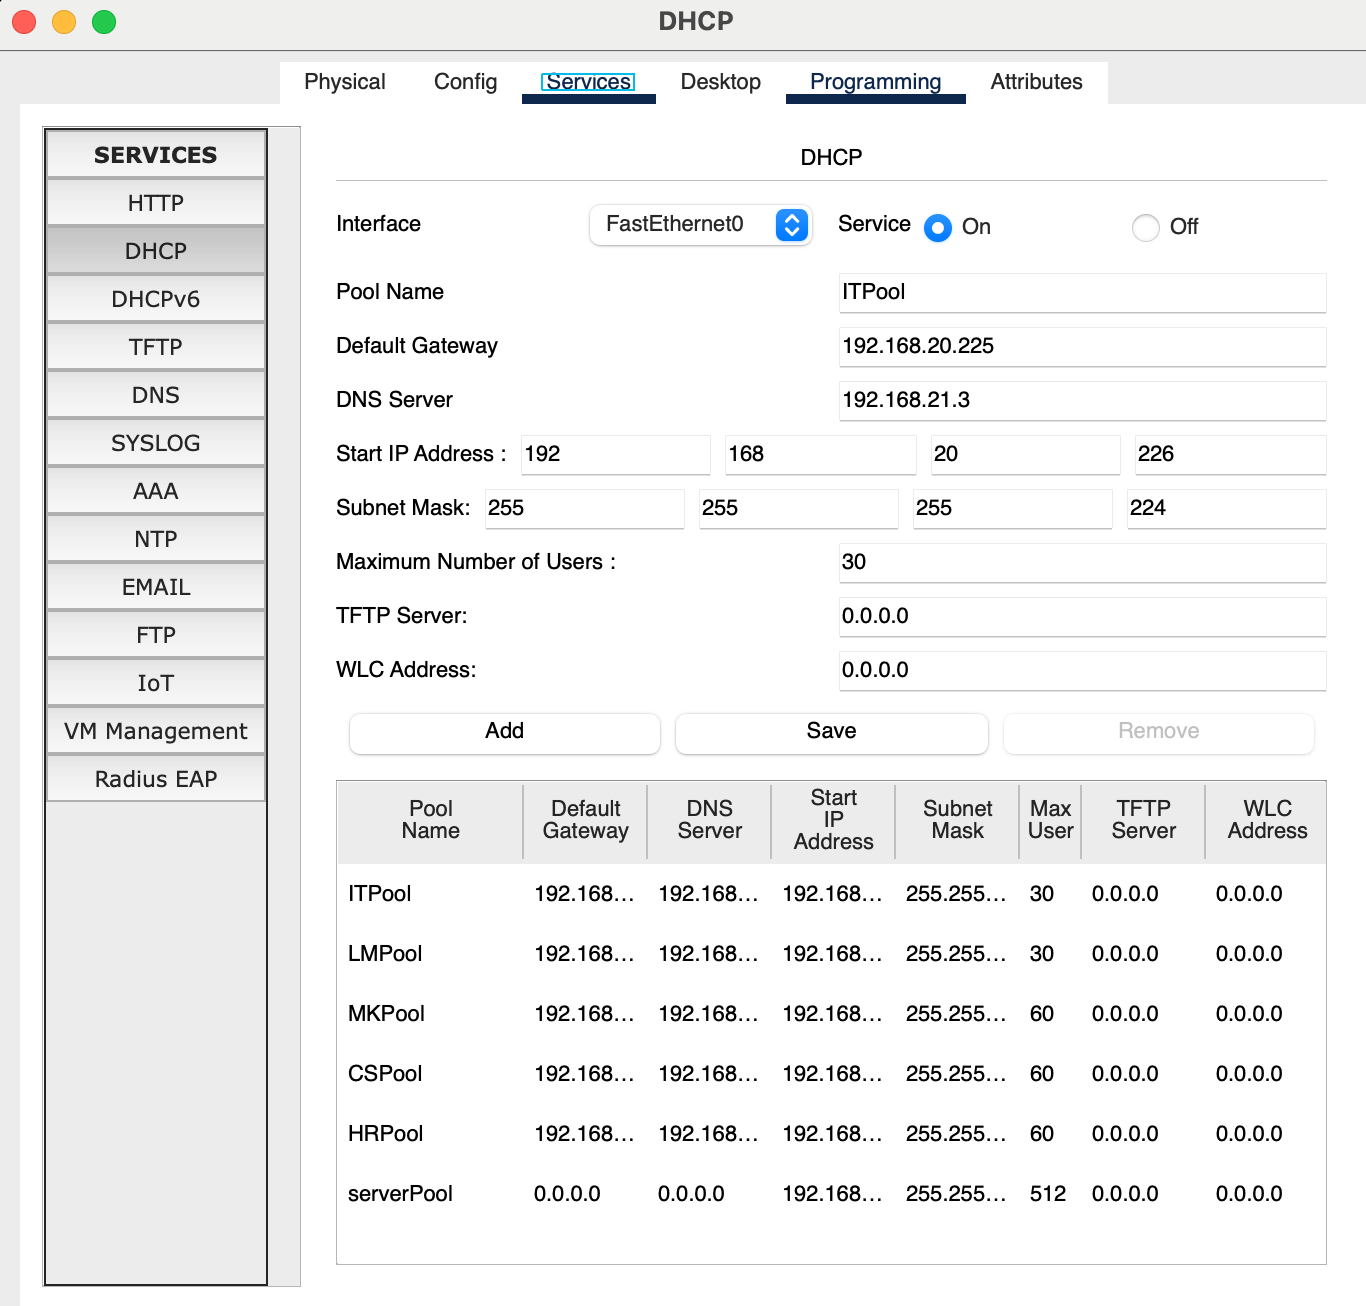 DHCP
Physical Config Services Desktop Programming Attributes
SERVICES
HTTP
DHCP
DHCPv6
TFTP
DNS
SYSLOG
AAA
NTP
EMAIL
FTP
IoT
VM Management
Radius EAP
DHCP
Interface FastEthernet0 Service On Off
Pool Name ITPool
Default Gateway 192.168.20.225
DNS Server 192.168.21.3
Start IP Address : 192 168 20 226
Subnet Mask: 255 255 255 224
Maximum Number of Users : 30
TFTP Server: 0.0.0.0
WLC Address: 0.0.0.0
Add Save Remove
Pool Name Default Gateway DNS Server Start IP Address Subnet Mask Max User TFTP Server WLC Address
ITPool 192.168... 192.168... 192.168... 255.255... 30 0.0.0.0 0.0.0.0
LMPool 192.168... 192.168... 192.168... 255.255... 30 0.0.0.0 0.0.0.0
MKPool 192.168... 192.168... 192.168... 255.255... 60 0.0.0.0 0.0.0.0
CSPool 192.168... 192.168... 192.168... 255.255... 60 0.0.0.0 0.0.0.0
HRPool 192.168... 192.168... 192.168... 255.255... 60 0.0.0.0 0.0.0.0
serverPool 0.0.0.0 0.0.0.0 192.168... 255.255... 512 0.0.0.0 0.0.0.0